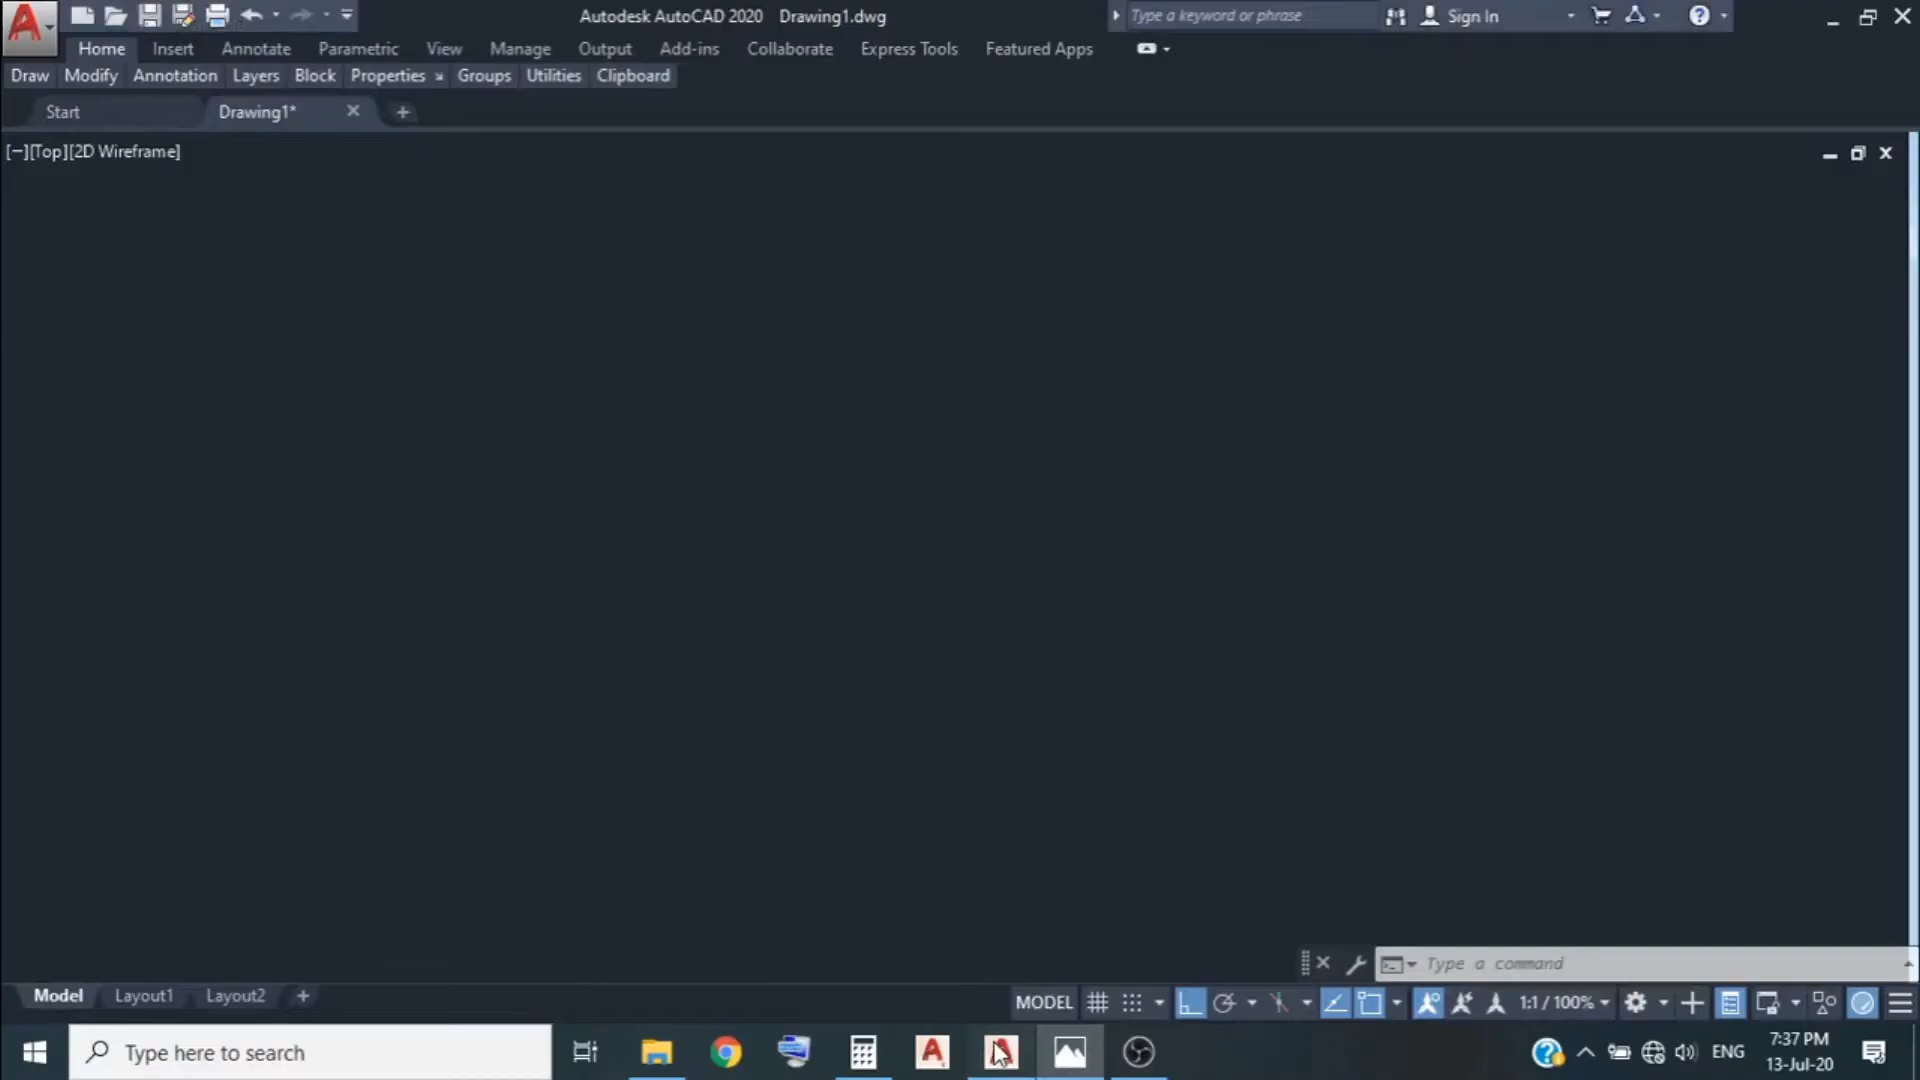 Autodesk AutoCAD 2020 Drawing1.dwg
Type a keyword or phrase
Sign In
Home Insert Annotate Parametric View Manage Output Add-ins Collaborate Express Tools Featured Apps
Draw Modify Annotation Layers Block Properties Groups Utilities Clipboard
Start Drawing1*
[−][Top][2D Wireframe]
Type a command
Model Layout1 Layout2
MODEL 1:1 / 100%
Type here to search
ENG
7:37 PM
13-Jul-20